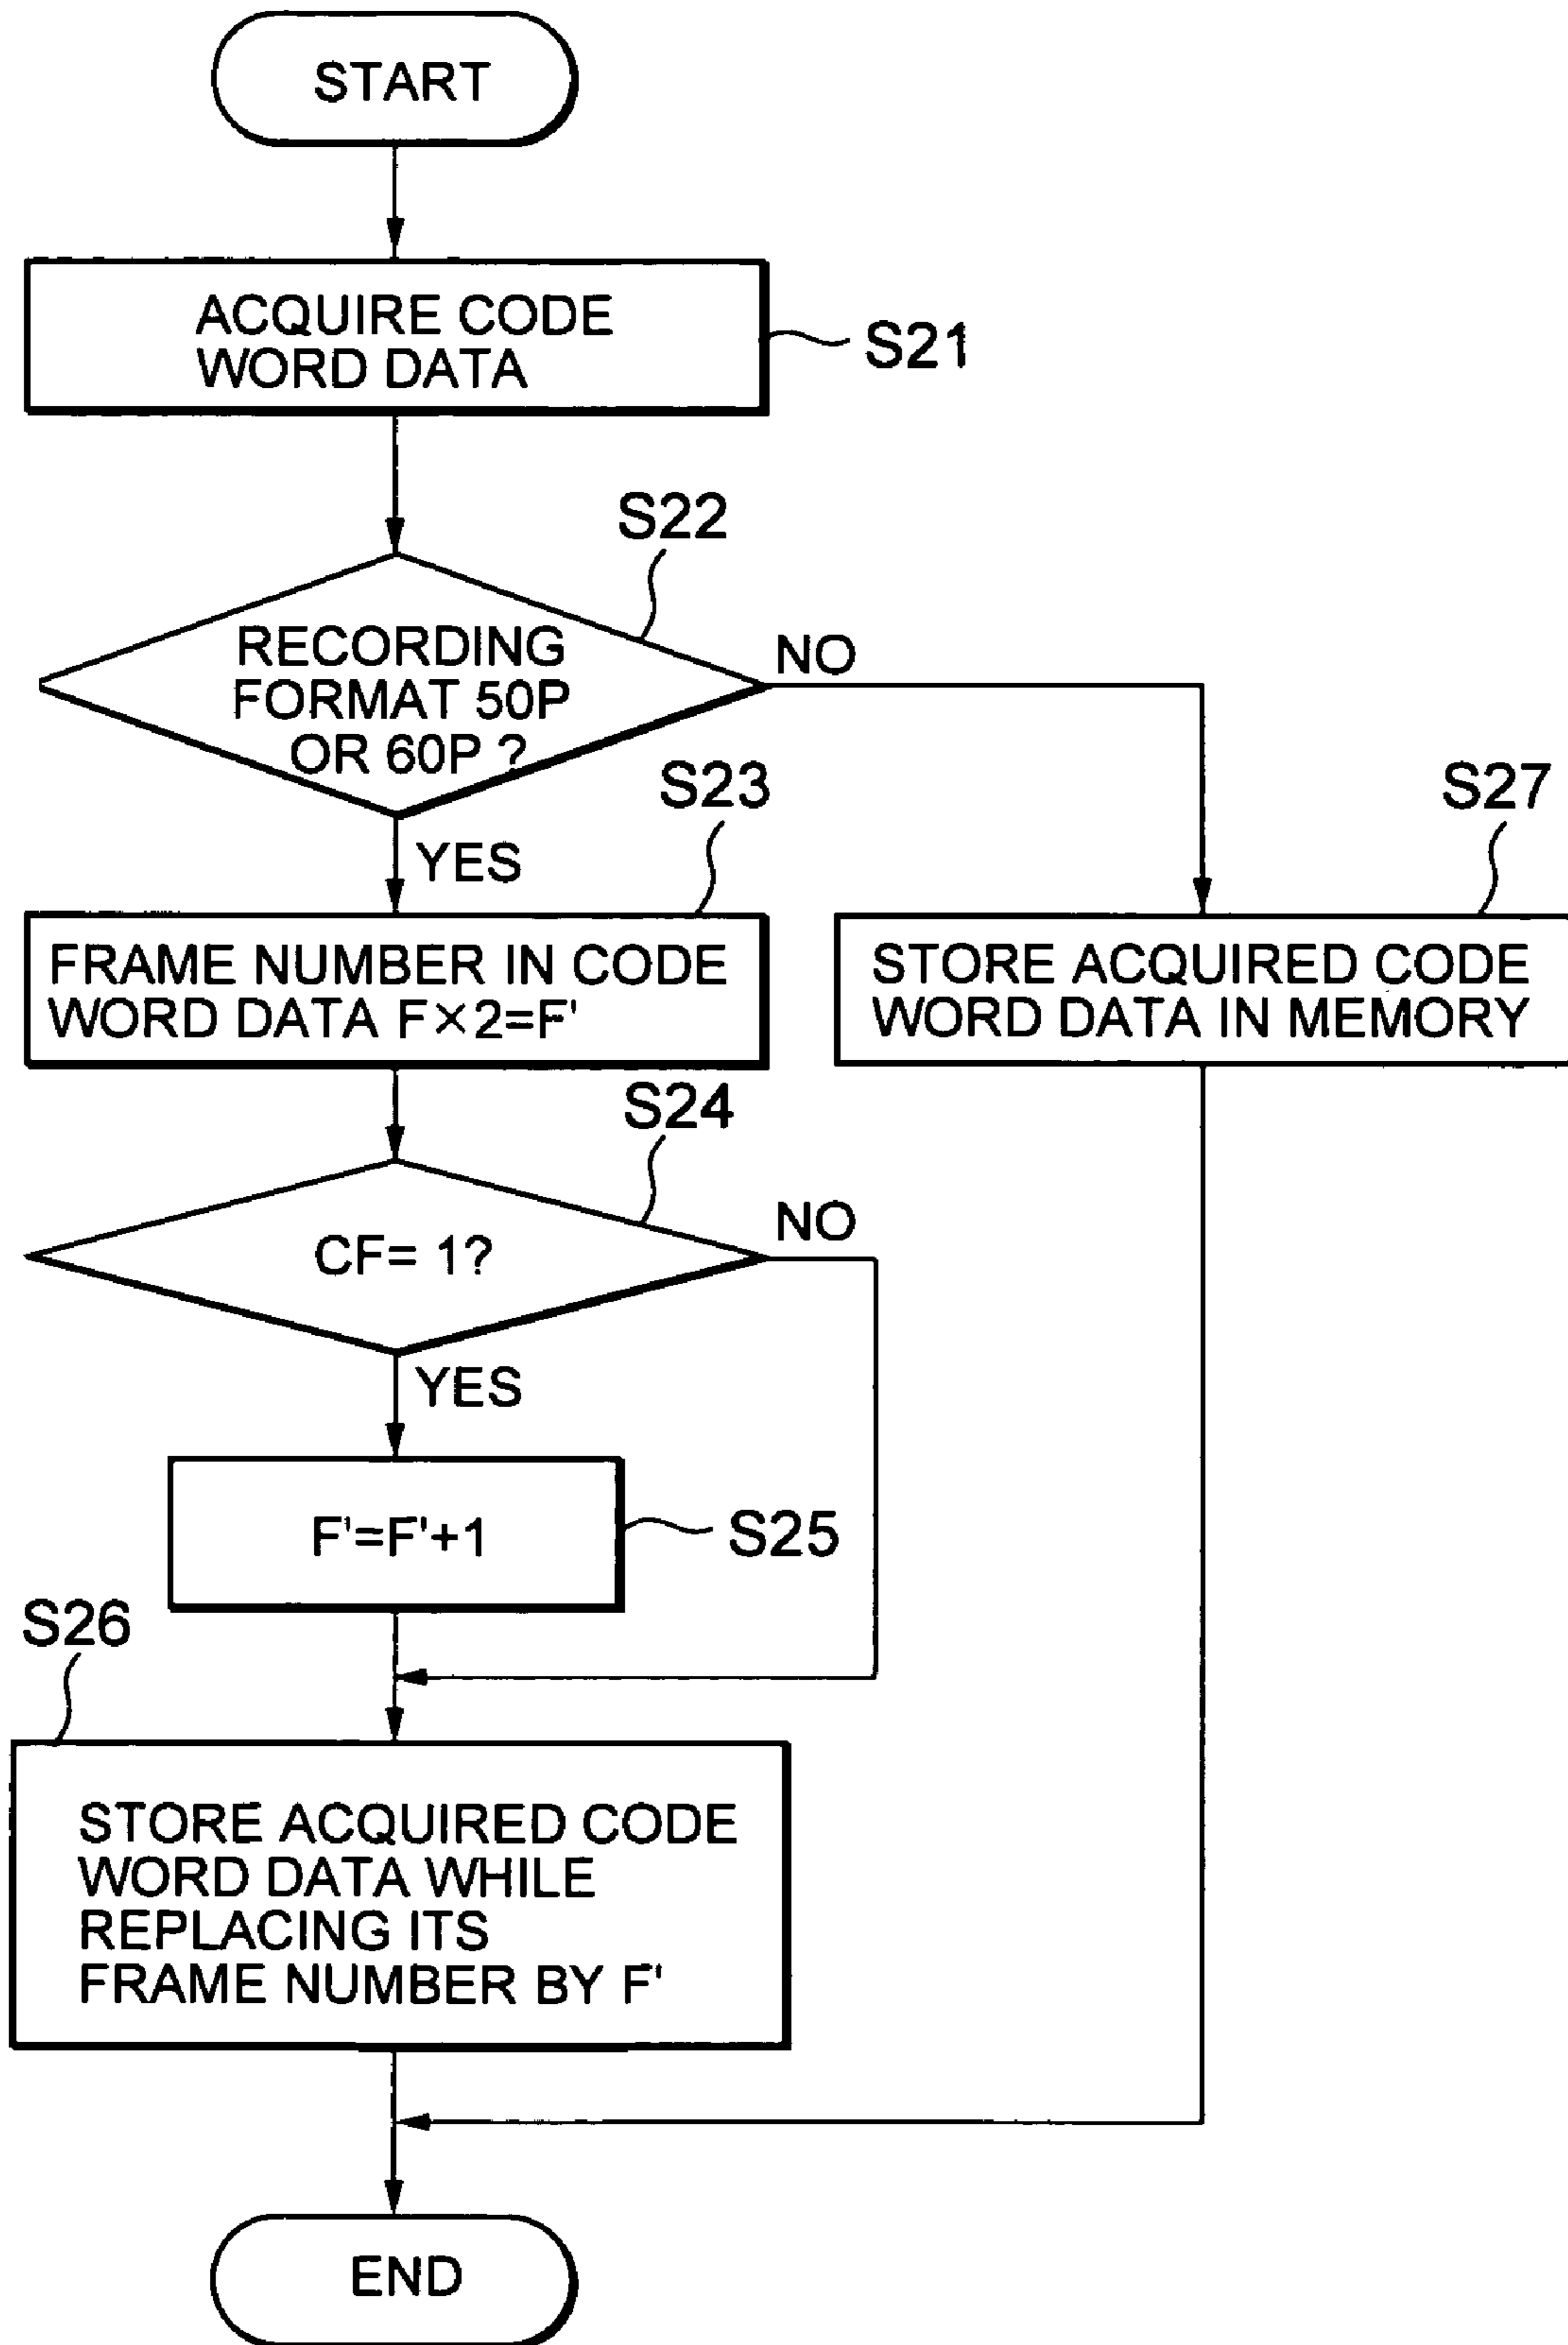 START
ACQUIRE CODE
WORD DATA
S21
S22
RECORDING
FORMAT 50P
OR 60P ?
NO
YES
S23
FRAME NUMBER IN CODE
WORD DATA F×2=F'
S27
STORE ACQUIRED CODE
WORD DATA IN MEMORY
S24
CF= 1?
NO
YES
F'=F'+1
S25
S26
STORE ACQUIRED CODE
WORD DATA WHILE
REPLACING ITS
FRAME NUMBER BY F'
END